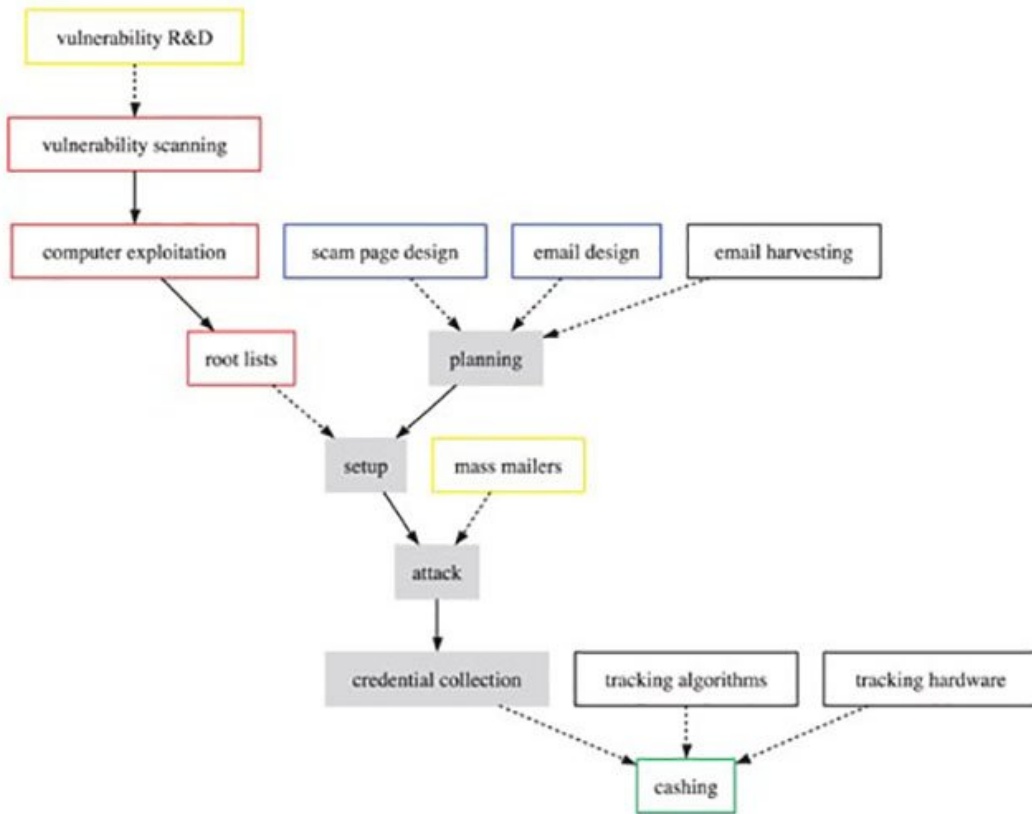 vulnerability R&D
vulnerability scanning
computer exploitation
scam page design
email design
email harvesting
root lists
planning
setup
mass mailers
attack
credential collection
tracking algorithms
tracking hardware
cashing